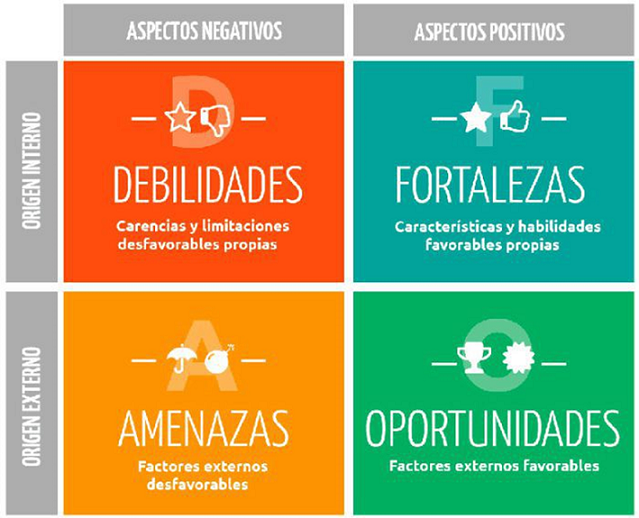 ASPECTOS NEGATIVOS
ASPECTOS POSITIVOS
ORIGEN INTERNO
D
DEBILIDADES
Carencias y limitaciones
desfavorables propias
F
FORTALEZAS
Características y habilidades
favorables propias
ORIGEN EXTERNO
A
AMENAZAS
Factores externos
desfavorables
O
OPORTUNIDADES
Factores externos favorables